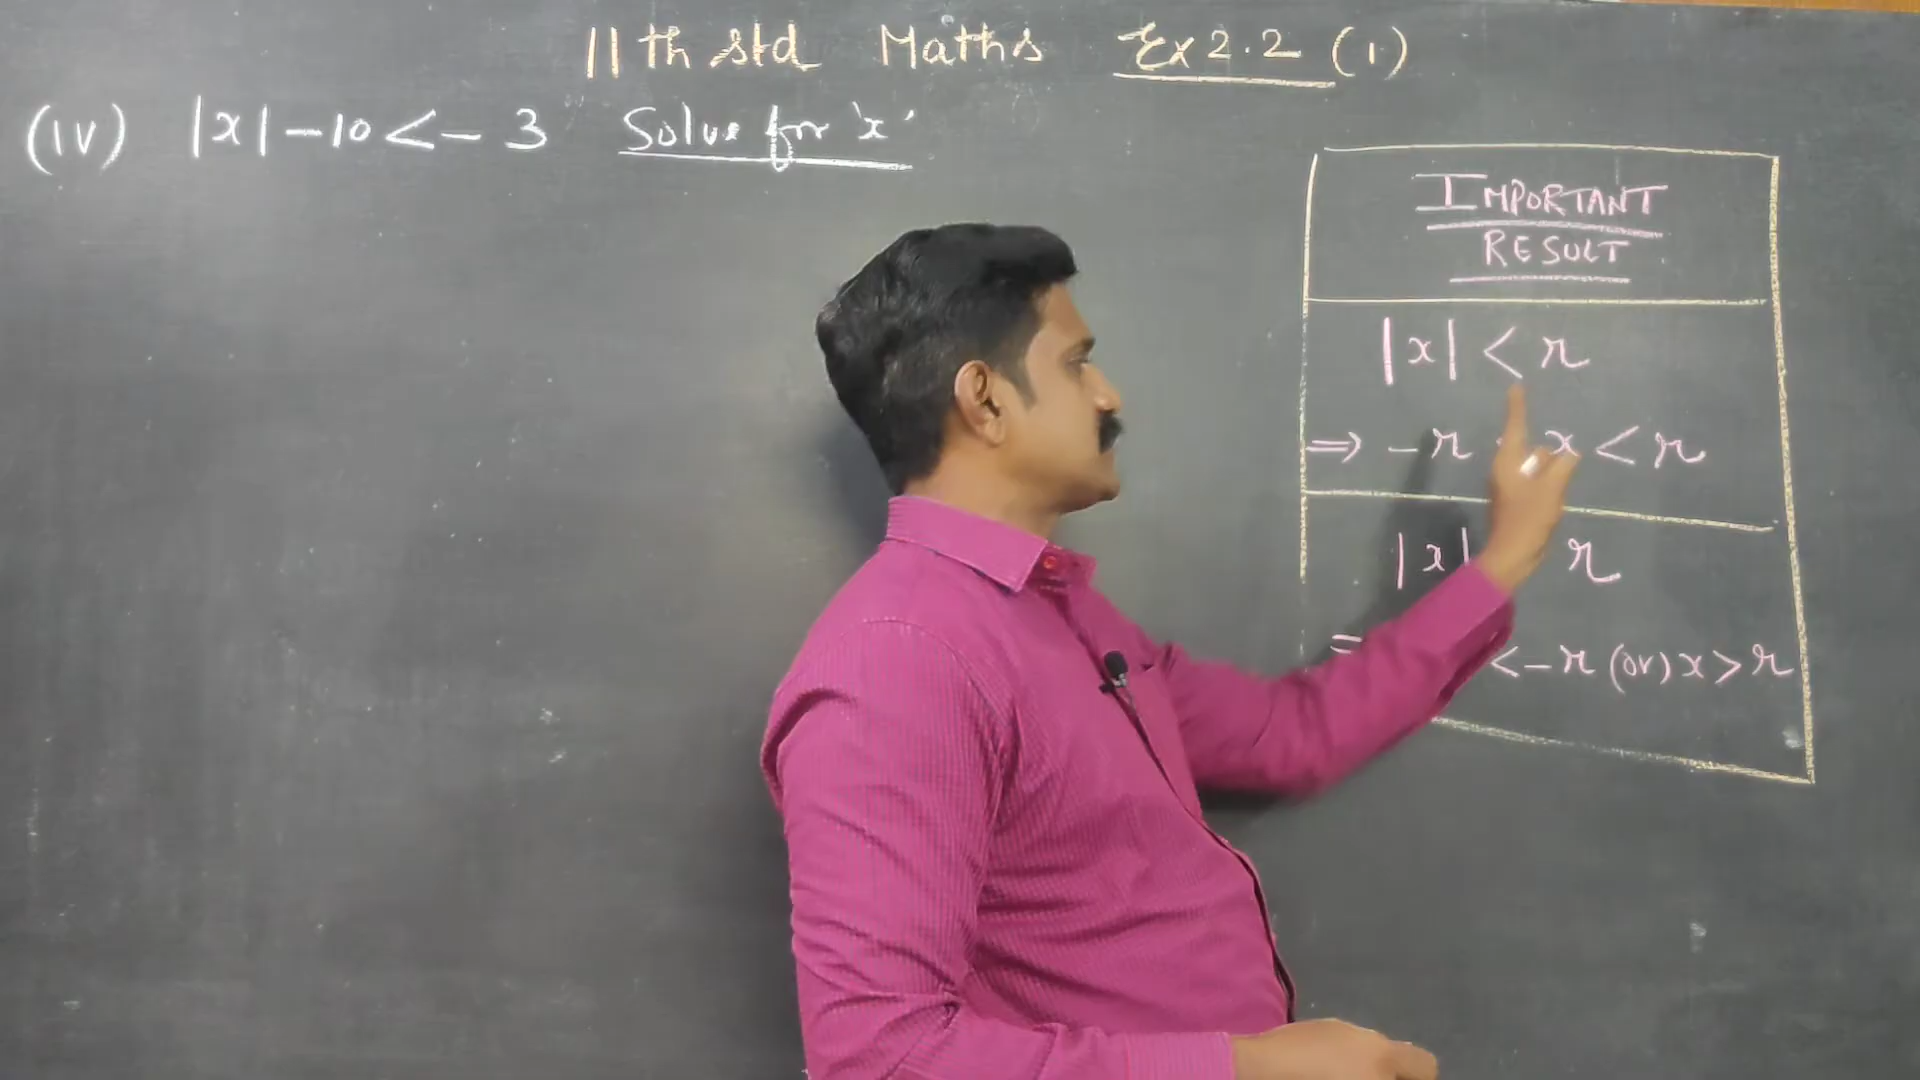 11th std Maths Ex 2.2 (1)
(iv) |x| - 10 < - 3 Solve for 'x'
IMPORTANT
RESULT
|x| < r
⇒ - r x < r
|x| r
= < - r (or) x > r